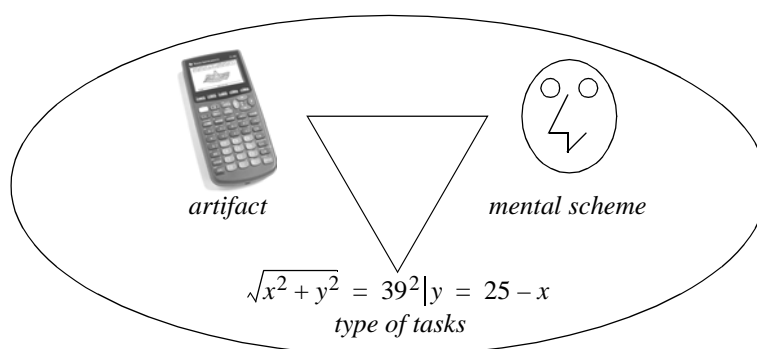 artifact
mental scheme
√x² + y² = 39² | y = 25 – x
type of tasks